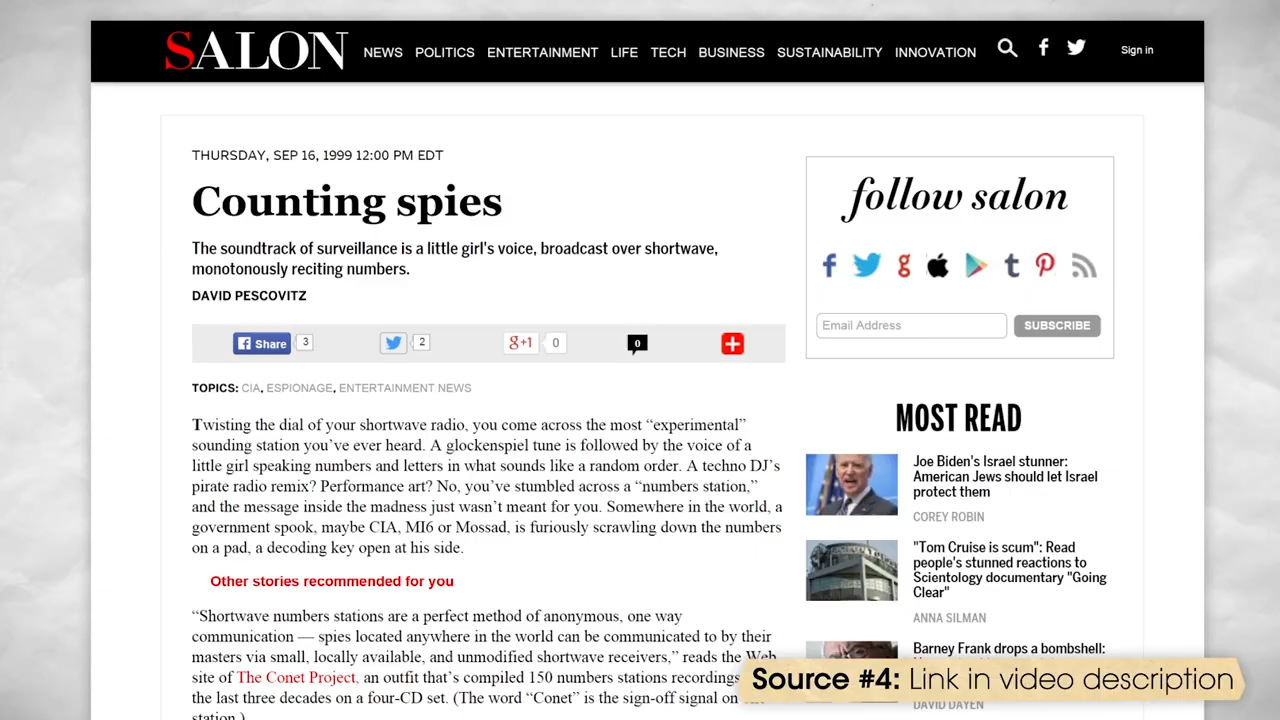 SALON NEWS POLITICS ENTERTAINMENT LIFE TECH BUSINESS SUSTAINABILITY INNOVATION Sign in
THURSDAY, SEP 16, 1999 12:00 PM EDT
Counting spies
The soundtrack of surveillance is a little girl's voice, broadcast over shortwave,
monotonously reciting numbers.
DAVID PESCOVITZ
Share 3 2 g+1 0 0
TOPICS: CIA, ESPIONAGE, ENTERTAINMENT NEWS
Twisting the dial of your shortwave radio, you come across the most “experimental”
sounding station you’ve ever heard. A glockenspiel tune is followed by the voice of a
little girl speaking numbers and letters in what sounds like a random order. A techno DJ’s
pirate radio remix? Performance art? No, you’ve stumbled across a “numbers station,”
and the message inside the madness just wasn’t meant for you. Somewhere in the world, a
government spook, maybe CIA, MI6 or Mossad, is furiously scrawling down the numbers
on a pad, a decoding key open at his side.
Other stories recommended for you
“Shortwave numbers stations are a perfect method of anonymous, one way
communication — spies located anywhere in the world can be communicated to by their
masters via small, locally available, and unmodified shortwave receivers,” reads the Web
site of The Conet Project, an outfit that’s compiled 150 numbers stations recordings
the last three decades on a four-CD set. (The word “Conet” is the sign-off signal on
station.)
follow salon
Email Address SUBSCRIBE
MOST READ
Joe Biden's Israel stunner:
American Jews should let Israel
protect them
COREY ROBIN
"Tom Cruise is scum": Read
people's stunned reactions to
Scientology documentary "Going
Clear"
ANNA SILMAN
Barney Frank drops a bombshell:
DAVID DAYEN
Source #4: Link in video description